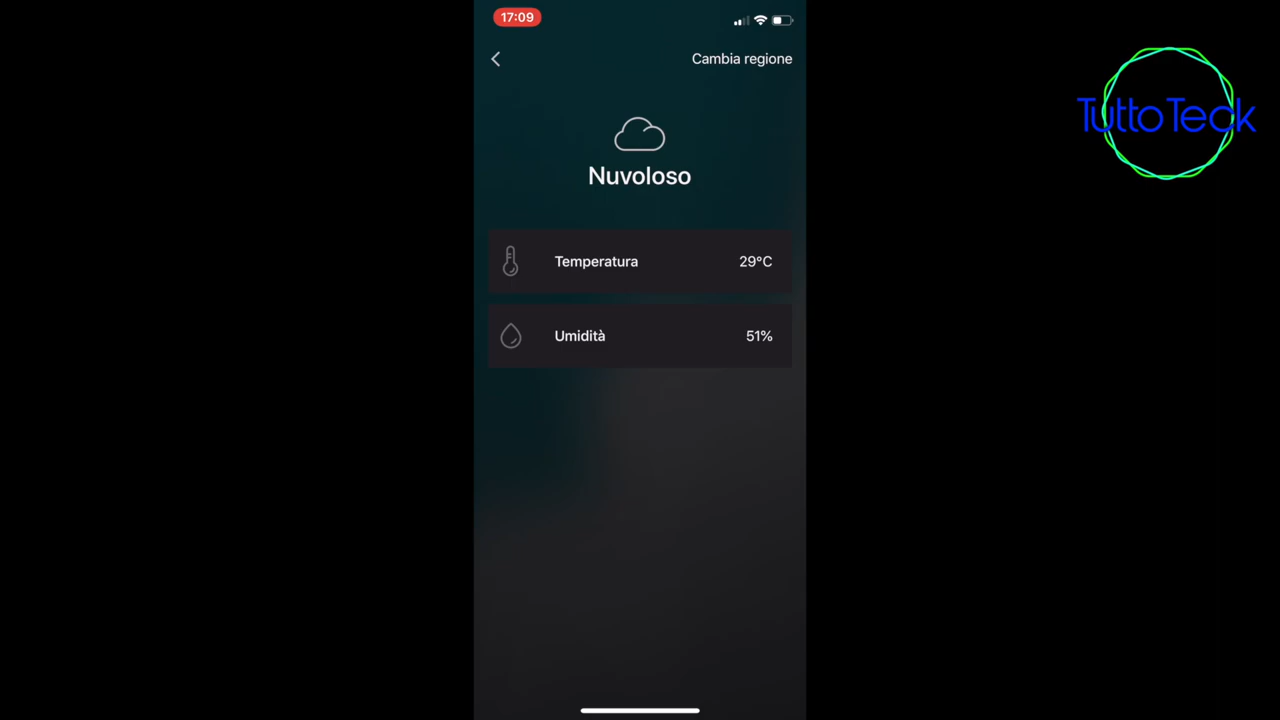 17:09
Cambia regione
TuttoTeck
Nuvoloso
Temperatura 29°C
Umidità 51%